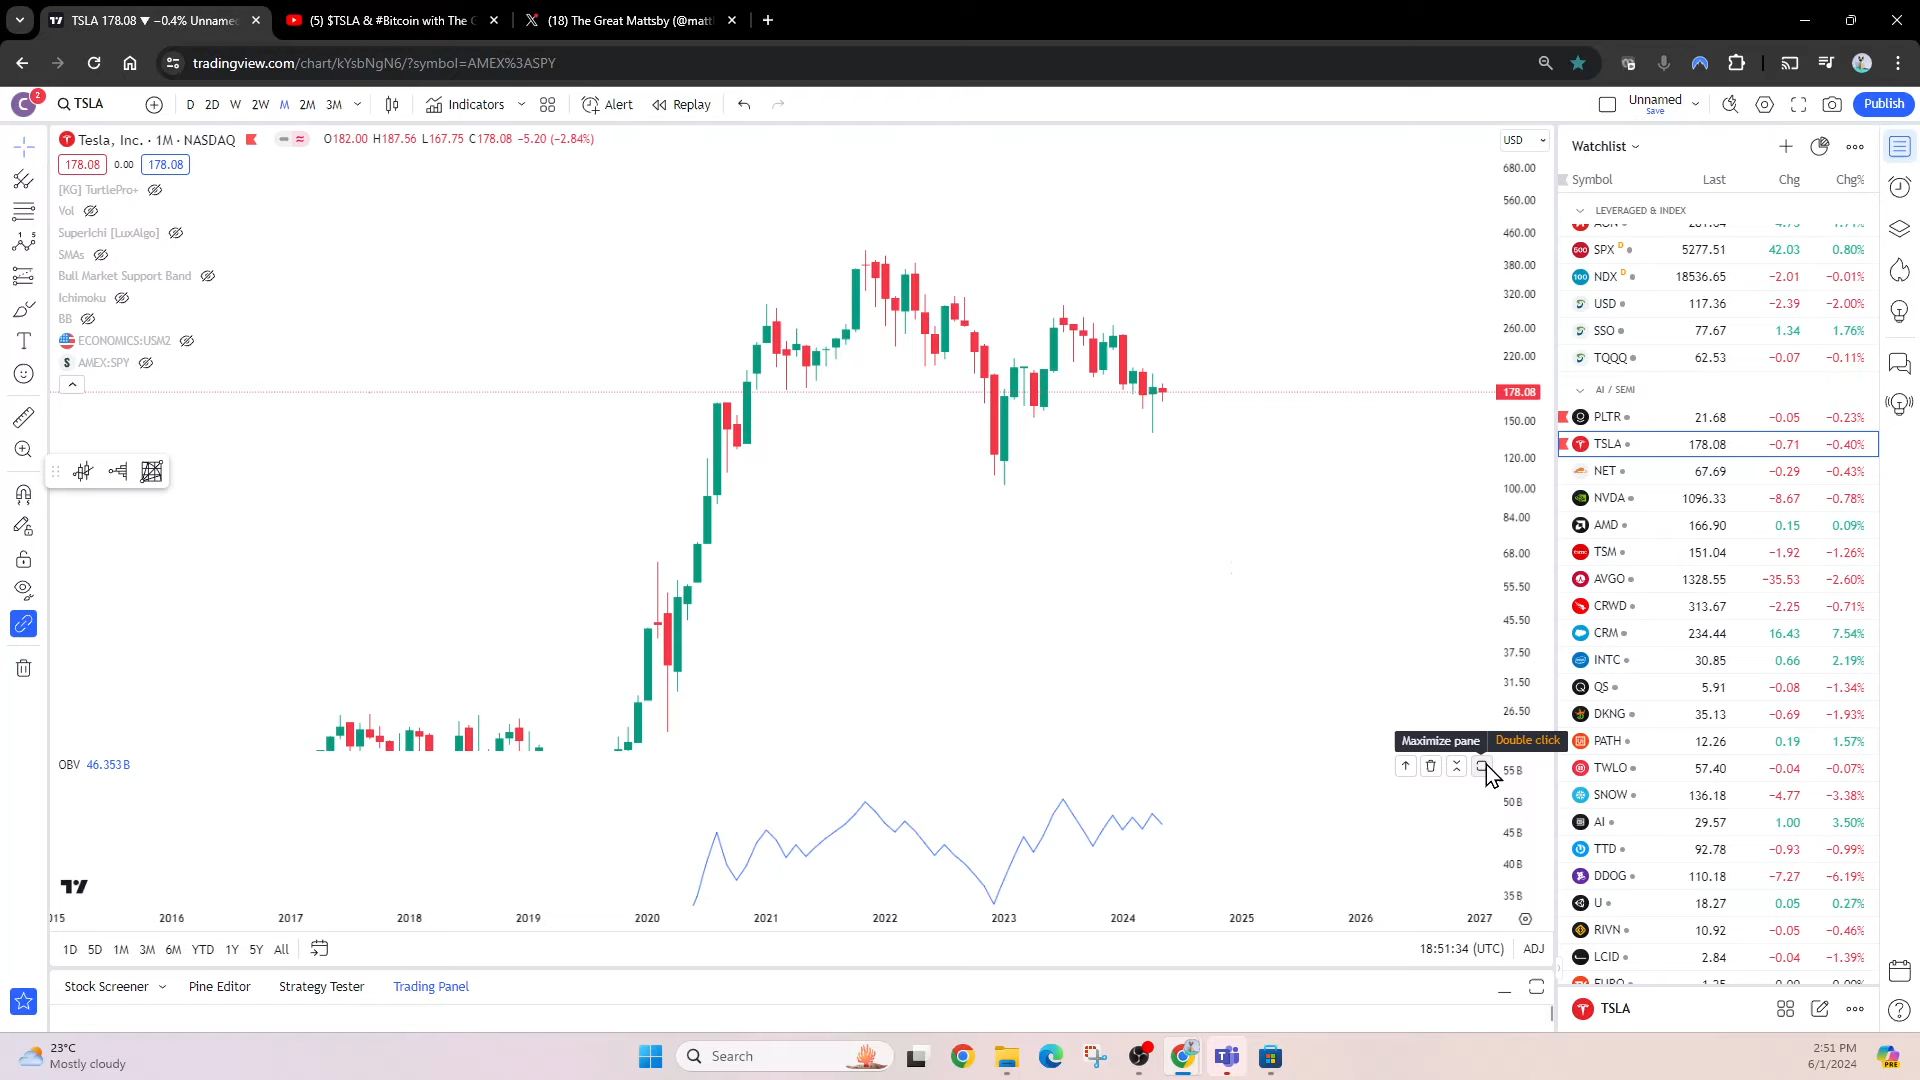 TSLA 178.08 ▼ −0.4% Unname
(5) $TSLA & #Bitcoin with The
(18) The Great Mattsby (@matt
tradingview.com/chart/kYsbNgN6/?symbol=AMEX%3ASPY
C 2
TSLA
D 2D W 2W M 2M 3M
Indicators
Alert
Replay
Unnamed
Save
Publish
Tesla, Inc. · 1M · NASDAQ
O182.00 H187.56 L167.75 C178.08 −5.20 (−2.84%)
178.08 0.00 178.08
[KG] TurtlePro+
Vol
SuperIchi [LuxAlgo]
SMAs
Bull Market Support Band
Ichimoku
BB
ECONOMICS:USM2
S AMEX:SPY
USD
680.00
560.00
460.00
380.00
320.00
260.00
220.00
178.08
150.00
120.00
100.00
84.00
68.00
55.50
45.50
37.50
31.50
26.50
Maximize pane Double click
OBV 46.353B
55B
50B
45B
40B
35B
015 2016 2017 2018 2019 2020 2021 2022 2023 2024 2025 2026 2027
1D 5D 1M 3M 6M YTD 1Y 5Y All
18:51:34 (UTC) ADJ
Stock Screener Pine Editor Strategy Tester Trading Panel
Watchlist
Symbol Last Chg Chg%
LEVERAGED & INDEX
SPX D 5277.51 42.03 0.80%
NDX D 18536.65 −2.01 −0.01%
USD 117.36 −2.39 −2.00%
SSO 77.67 1.34 1.76%
TQQQ 62.53 −0.07 −0.11%
AI / SEMI
PLTR 21.68 −0.05 −0.23%
TSLA 178.08 −0.71 −0.40%
NET 67.69 −0.29 −0.43%
NVDA 1096.33 −8.67 −0.78%
AMD 166.90 0.15 0.09%
TSM 151.04 −1.92 −1.26%
AVGO 1328.55 −35.53 −2.60%
CRWD 313.67 −2.25 −0.71%
CRM 234.44 16.43 7.54%
INTC 30.85 0.66 2.19%
QS 5.91 −0.08 −1.34%
DKNG 35.13 −0.69 −1.93%
PATH 12.26 0.19 1.57%
TWLO 57.40 −0.04 −0.07%
SNOW 136.18 −4.77 −3.38%
AI 29.57 1.00 3.50%
TTD 92.78 −0.93 −0.99%
DDOG 110.18 −7.27 −6.19%
U 18.27 0.05 0.27%
RIVN 10.92 −0.05 −0.46%
LCID 2.84 −0.04 −1.39%
TSLA
23°C
Mostly cloudy
Search
2:51 PM
6/1/2024